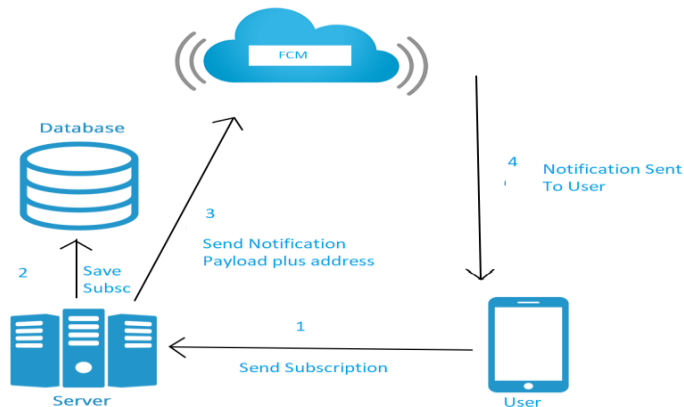 FCM
Database
4
Notification Sent
To User
3
Send Notification
Payload plus address
2
Save
Subsc
1
Send Subscription
Server
User